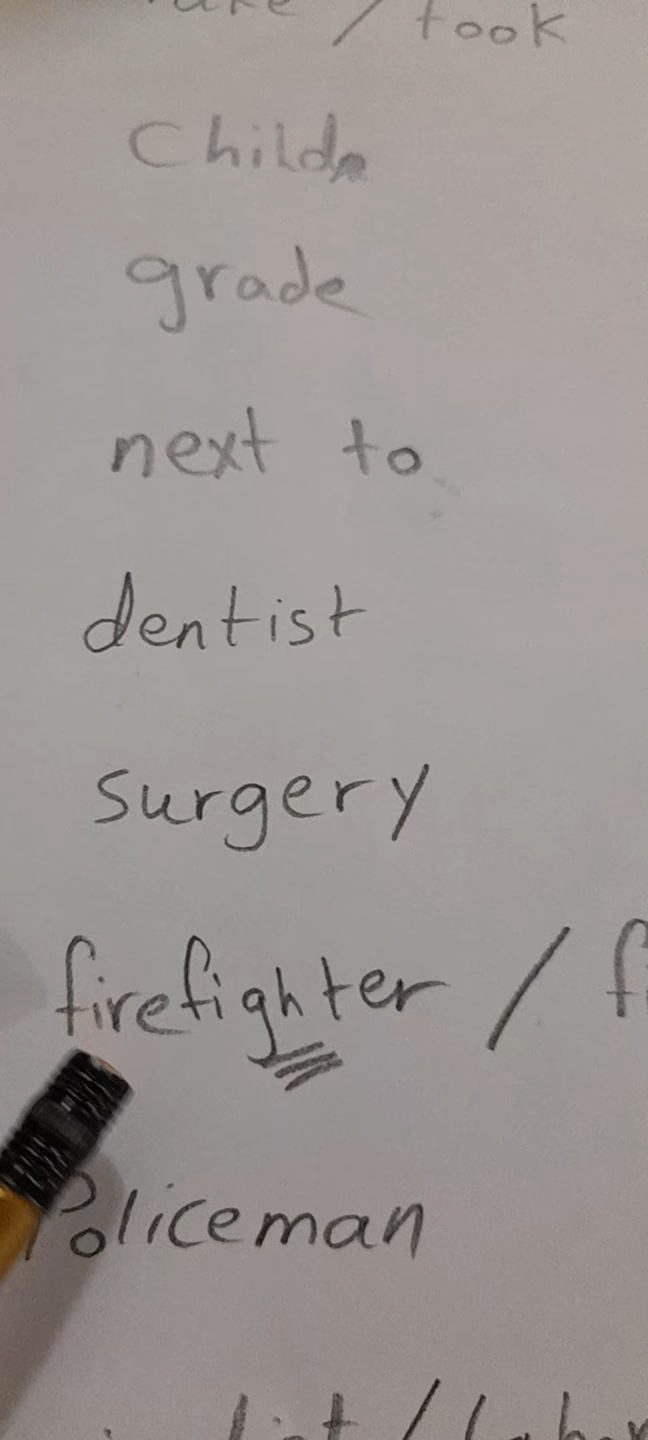 / took
Child
grade
next to
dentist
surgery
firefighter /
Policeman
/